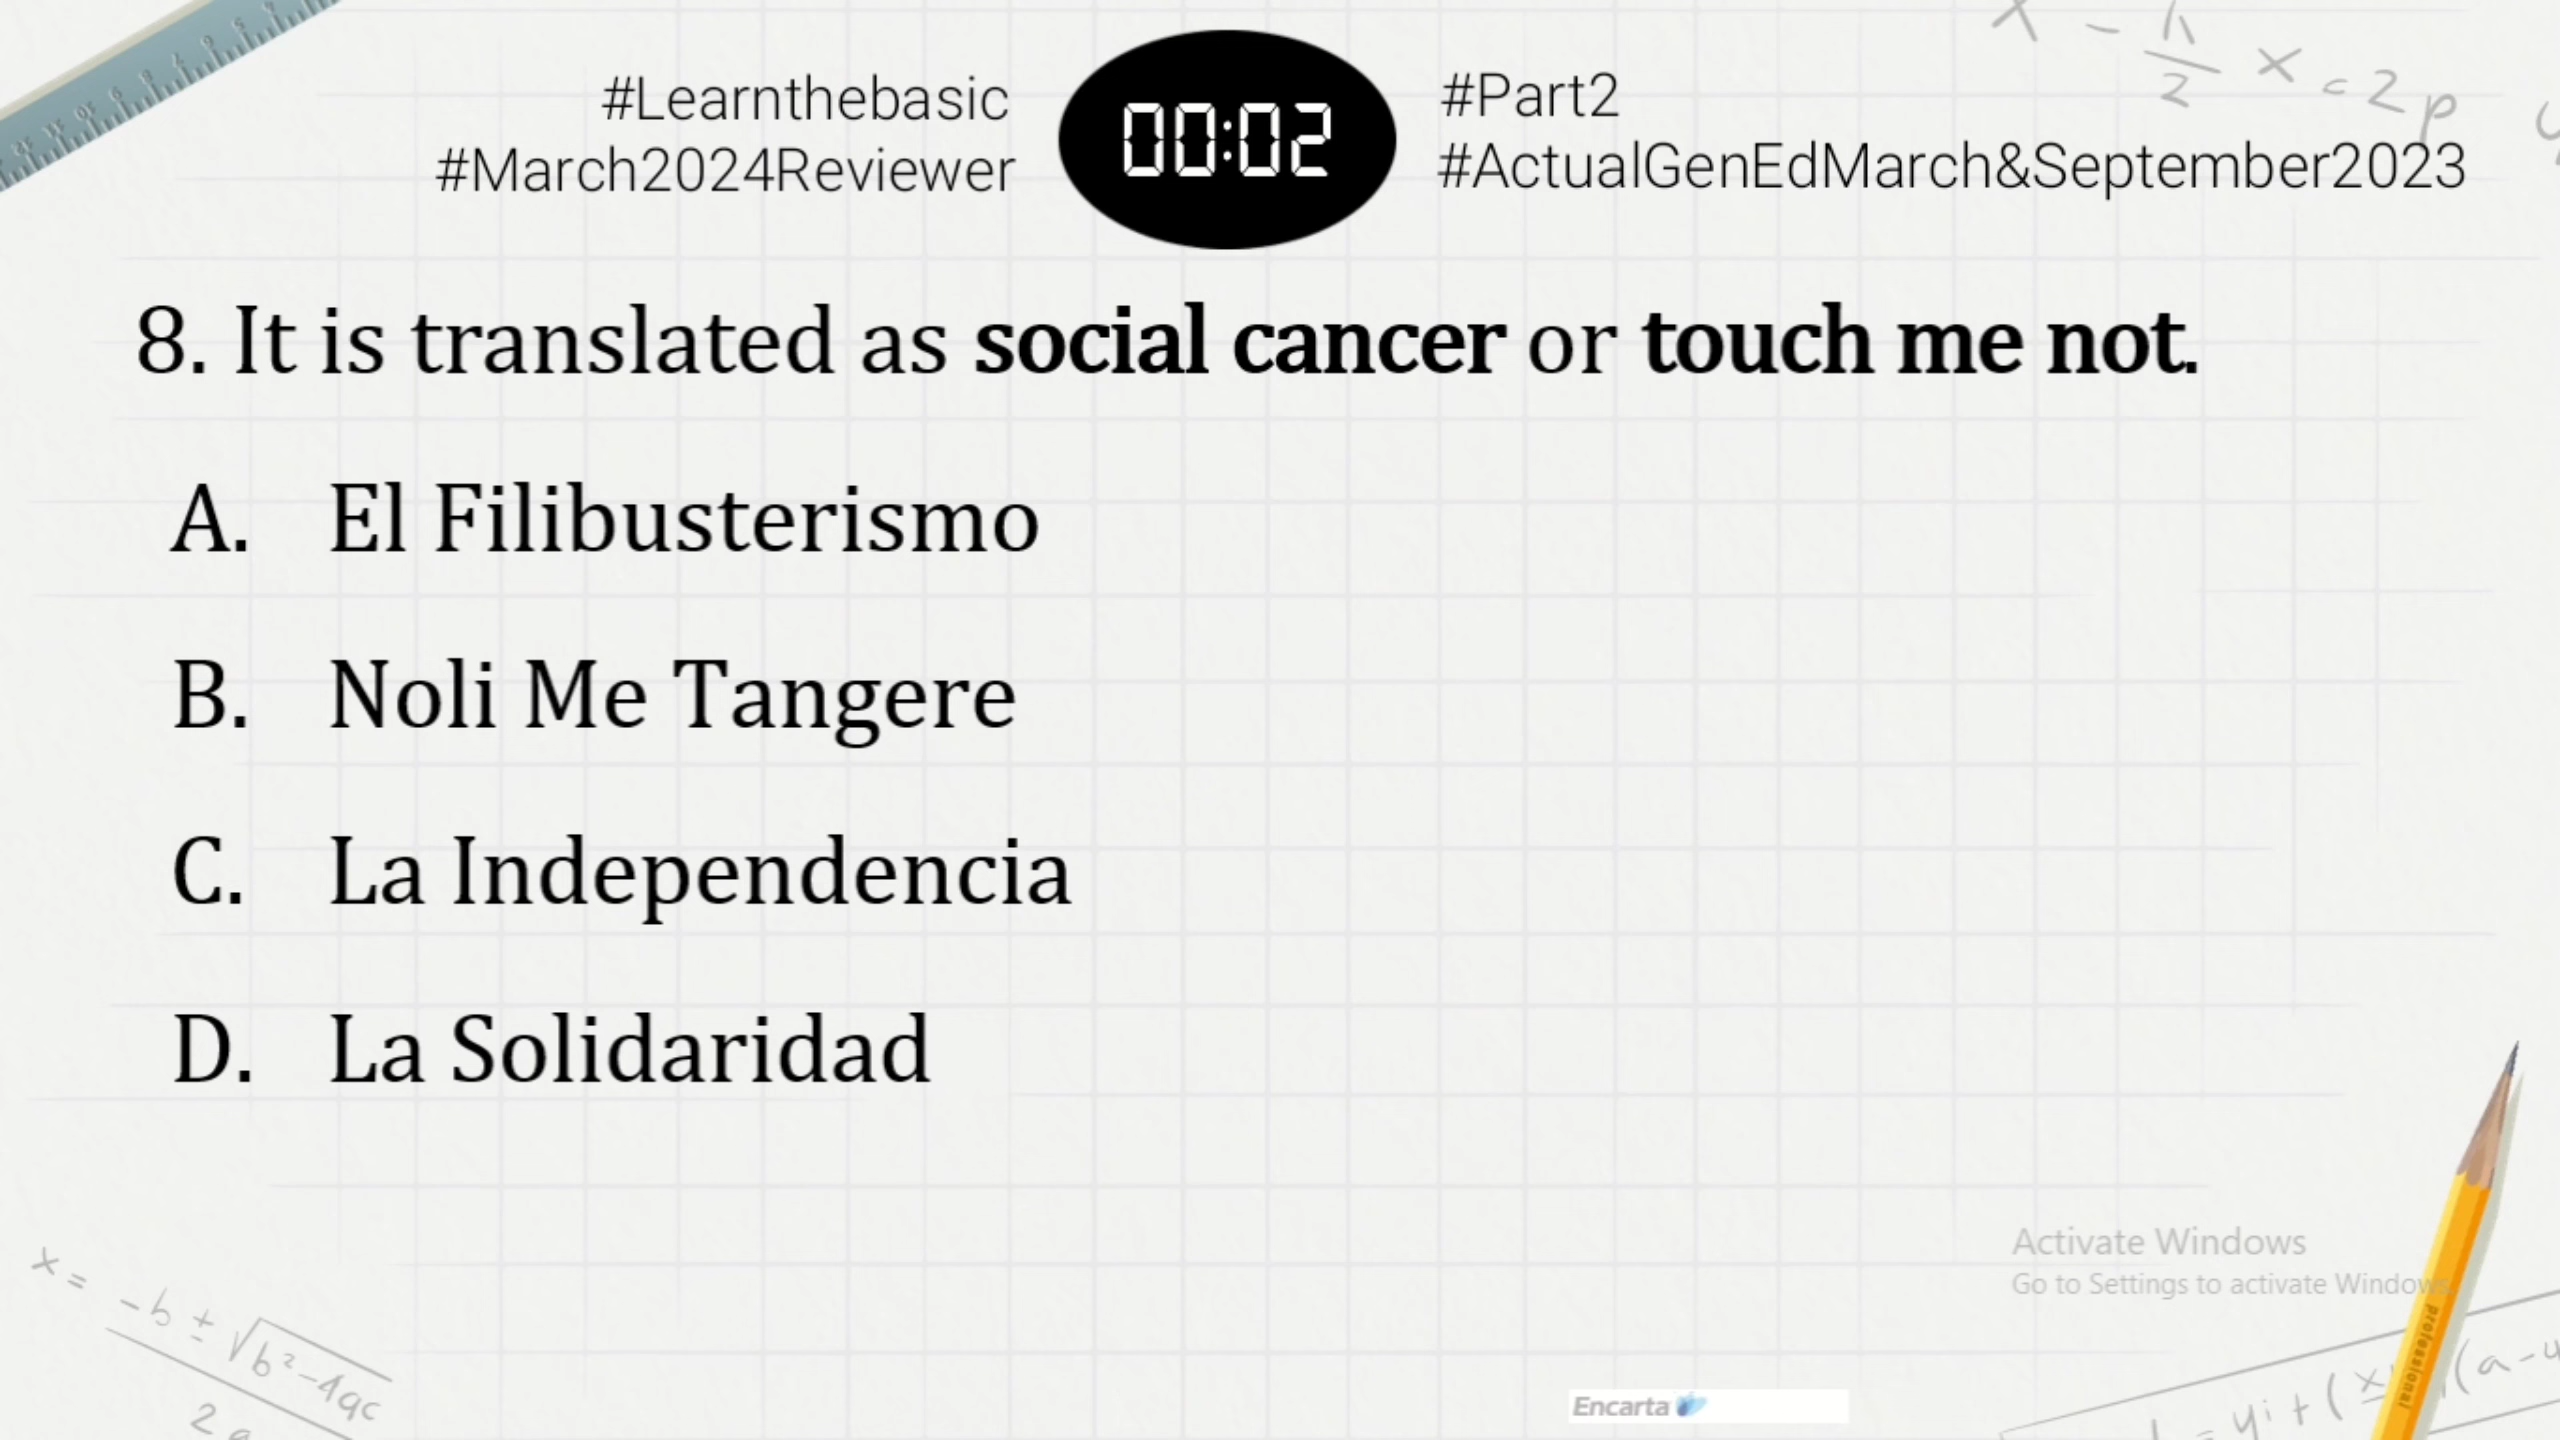 #Learnthebasic
#March2024Reviewer
00:02
#Part2
#ActualGenEdMarch&September2023
8. It is translated as social cancer or touch me not.
A. El Filibusterismo
B. Noli Me Tangere
C. La Independencia
D. La Solidaridad
Activate Windows
Go to Settings to activate Windows.
professional
Encarta